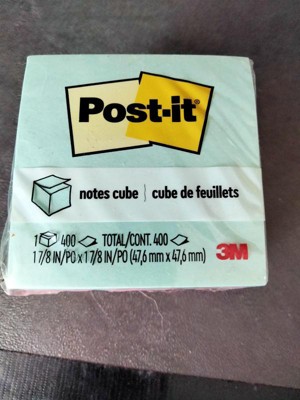 Post-it®
notes cube | cube de feuillets
1 400 TOTAL/CONT. 400
1 7/8 IN/PO x 1 7/8 IN/PO (47,6 mm x 47,6 mm)
3M